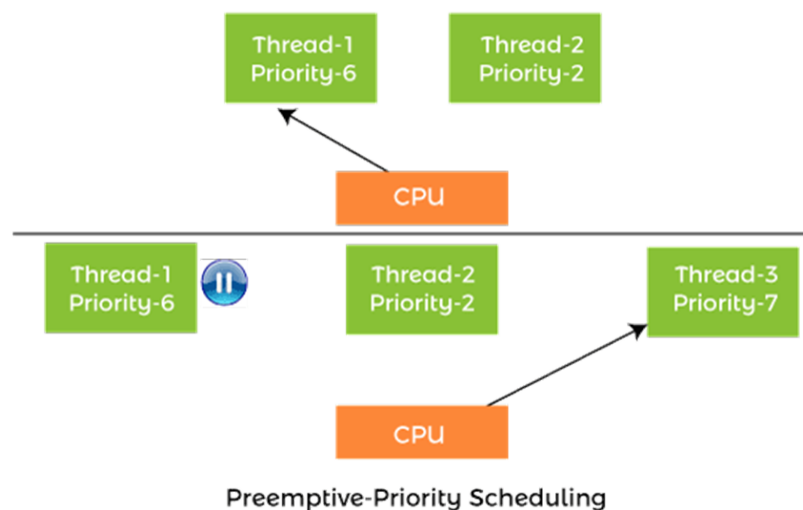 Thread-1
Priority-6
Thread-2
Priority-2
CPU
Thread-1
Priority-6
Thread-2
Priority-2
Thread-3
Priority-7
CPU
Preemptive-Priority Scheduling